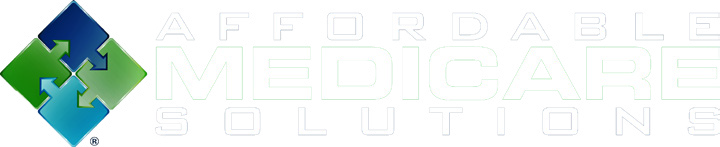 AFFORDABLE
MEDICARE
SOLUTIONS
®